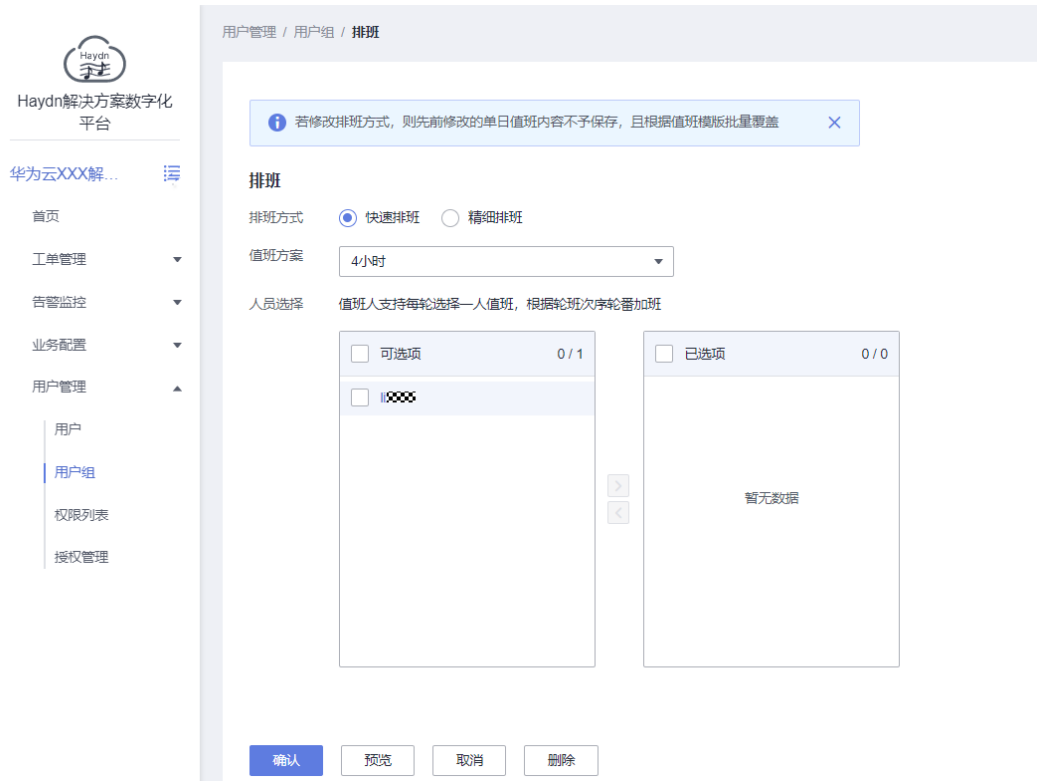 用户管理 / 用户组 / 排班
Haydn
Haydn解决方案数字化
平台
华为云XXX解...
首页
工单管理
告警监控
业务配置
用户管理
用户
用户组
权限列表
授权管理
若修改排班方式，则先前修改的单日值班内容不予保存，且根据值班模版批量覆盖
排班
排班方式 快速排班 精细排班
值班方案 4小时
人员选择 值班人支持每轮选择一人值班，根据轮班次序轮番加班
可选项 0 / 1
已选项 0 / 0
暂无数据
确认 预览 取消 删除